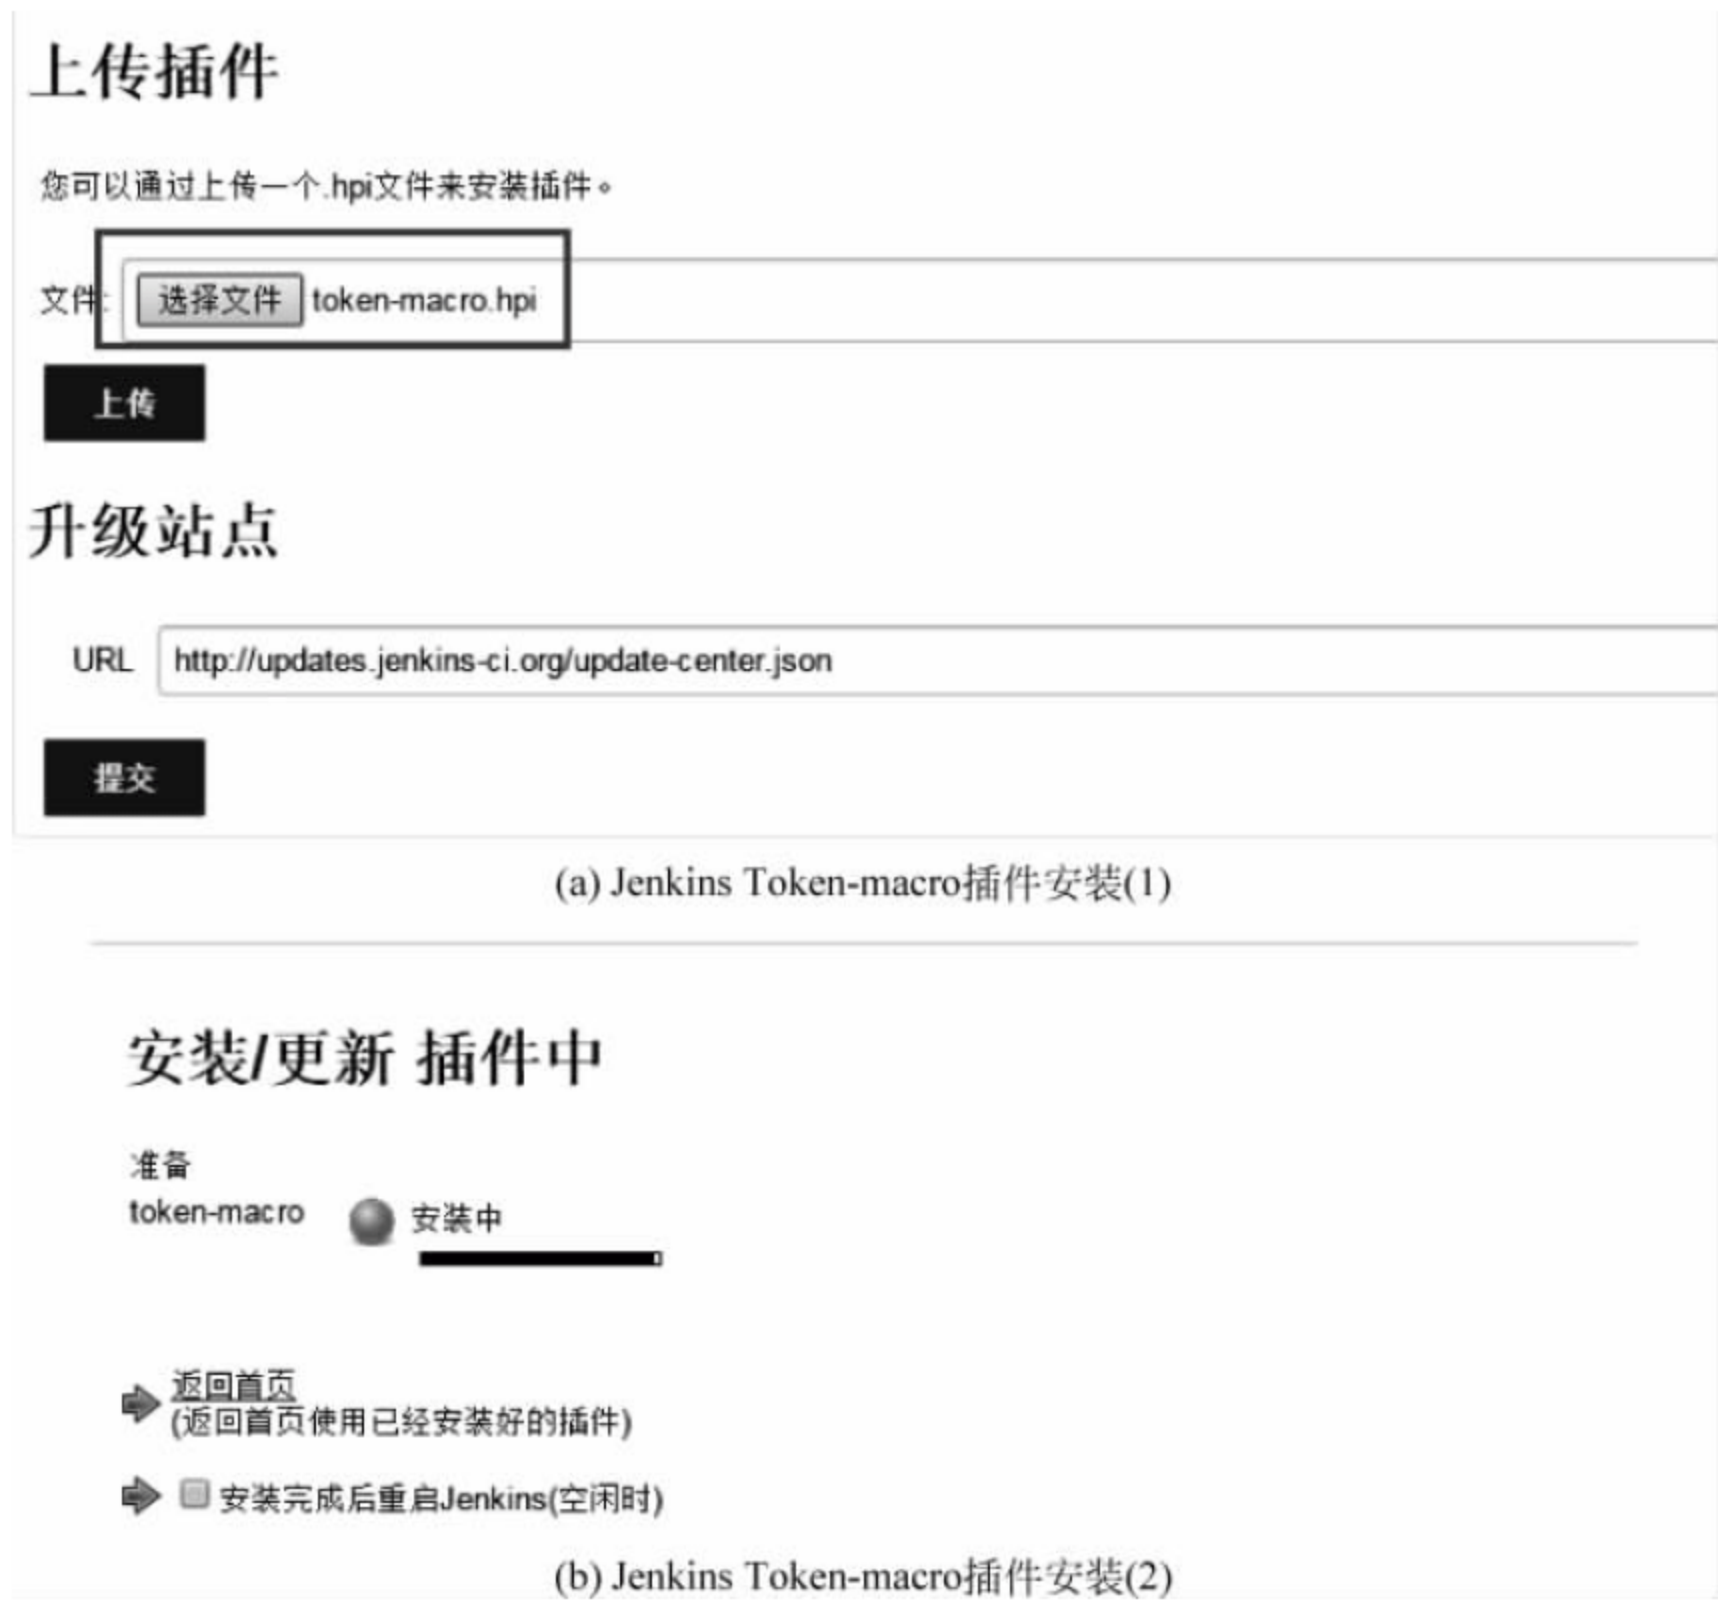 上传插件
您可以通过上传一个.hpi文件来安装插件。
文件: 选择文件 token-macro.hpi
上传
升级站点
URL http://updates.jenkins-ci.org/update-center.json
提交
(a) Jenkins Token-macro插件安装(1)
安装/更新 插件中
准备
token-macro 安装中
返回首页
(返回首页使用已经安装好的插件)
安装完成后重启Jenkins(空闲时)
(b) Jenkins Token-macro插件安装(2)